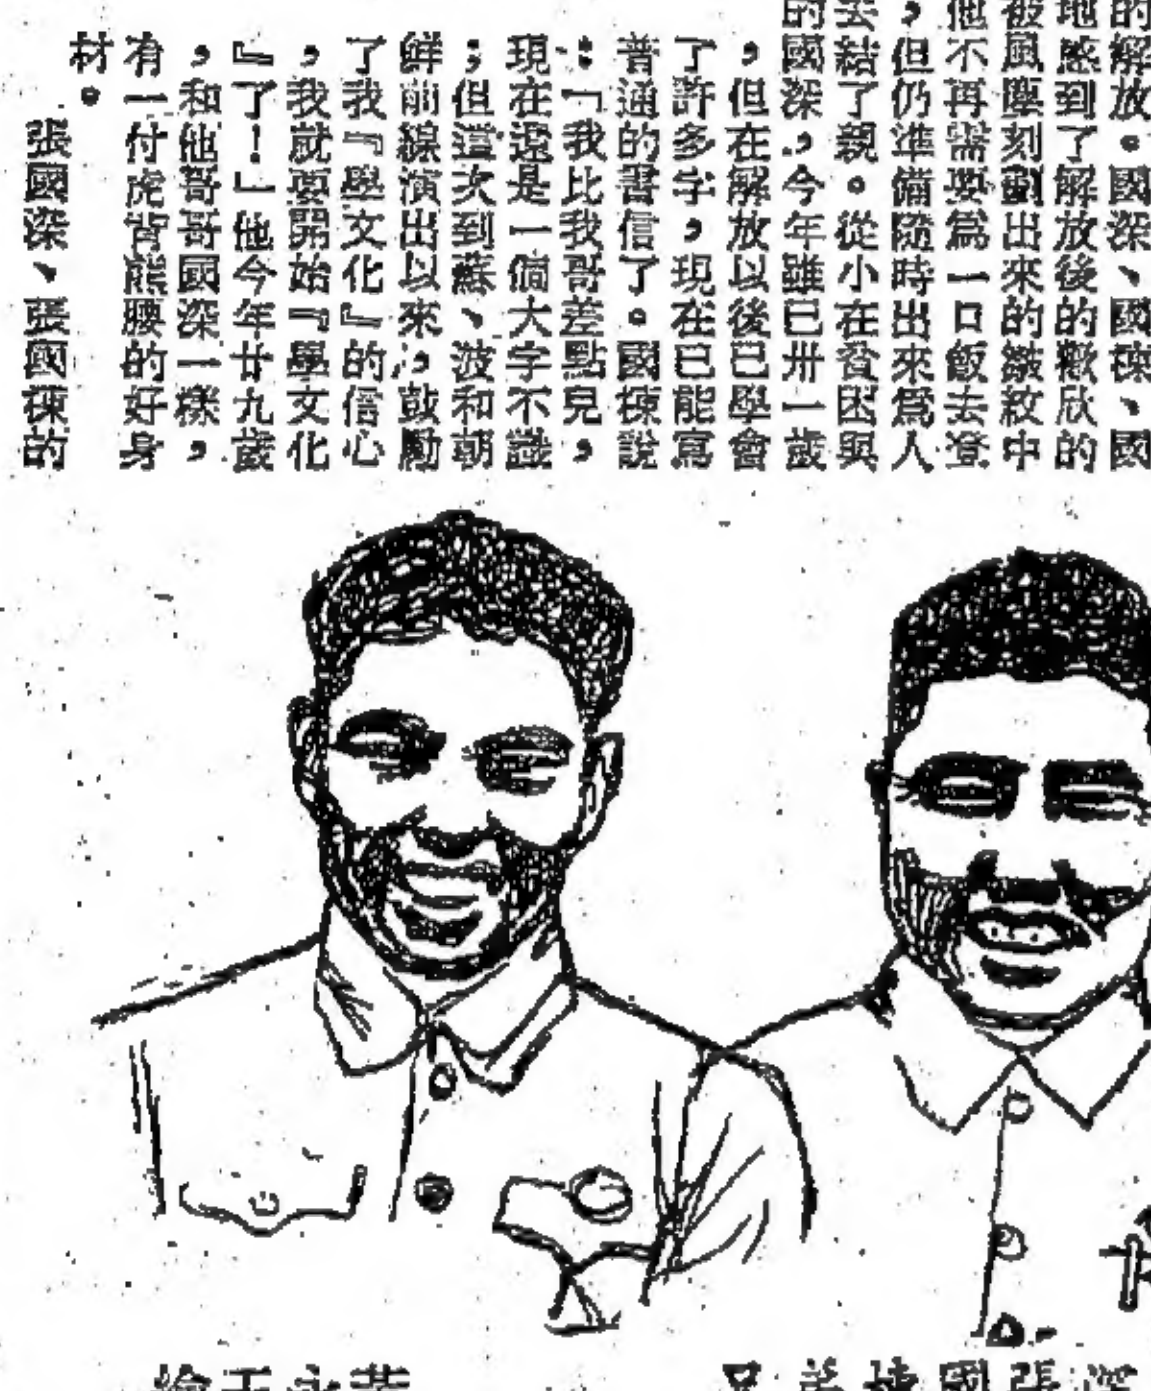 的解放。國深、國棟、國
地感到了解放後的歡欣的
被風塵刻劃出來的皺紋中
他不再需要爲一口飯去登
，但仍準備隨時出來爲人
去結了親。從小在貧困與
的國深，今年雖已卅一歲
，但在解放以後已學會
了許多字，現在已能寫
普通的書信了。國棟說
：「我比我哥差點兒，
現在還是一個大字不識
；但這次到蘇、波和朝
鮮前線演出以來，鼓勵
了我『學文化』的信心
，我就要開始『學文化
』了！」他今年廿九歲
，和他哥哥國深一樣，
有一付虎背熊腰的好身
材。
張國深、張國棟的